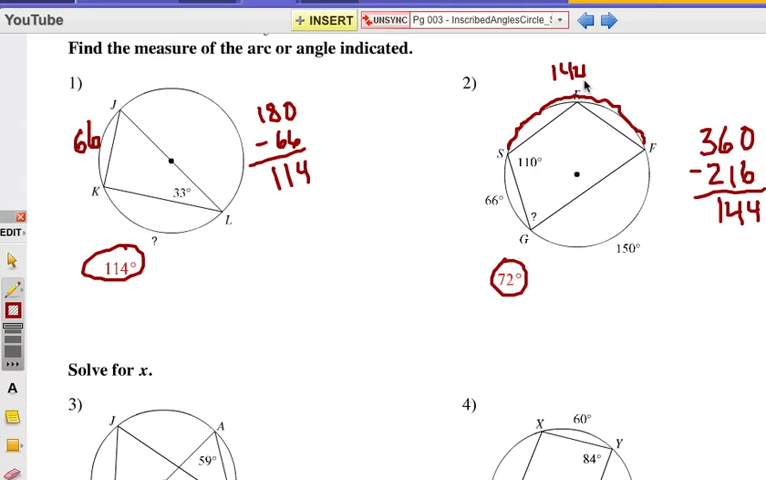 YouTube
+ INSERT
UNSYNC
Pg 003 - InscribedAnglesCircle_S
Find the measure of the arc or angle indicated.
1)
J
66
K
33°
L
?
180
- 66
114
114°
2)
144
S
110°
F
66°
?
G
150°
360
- 216
144
72°
EDIT
A
Solve for x.
3)
J
A
59°
4)
X
60°
Y
84°